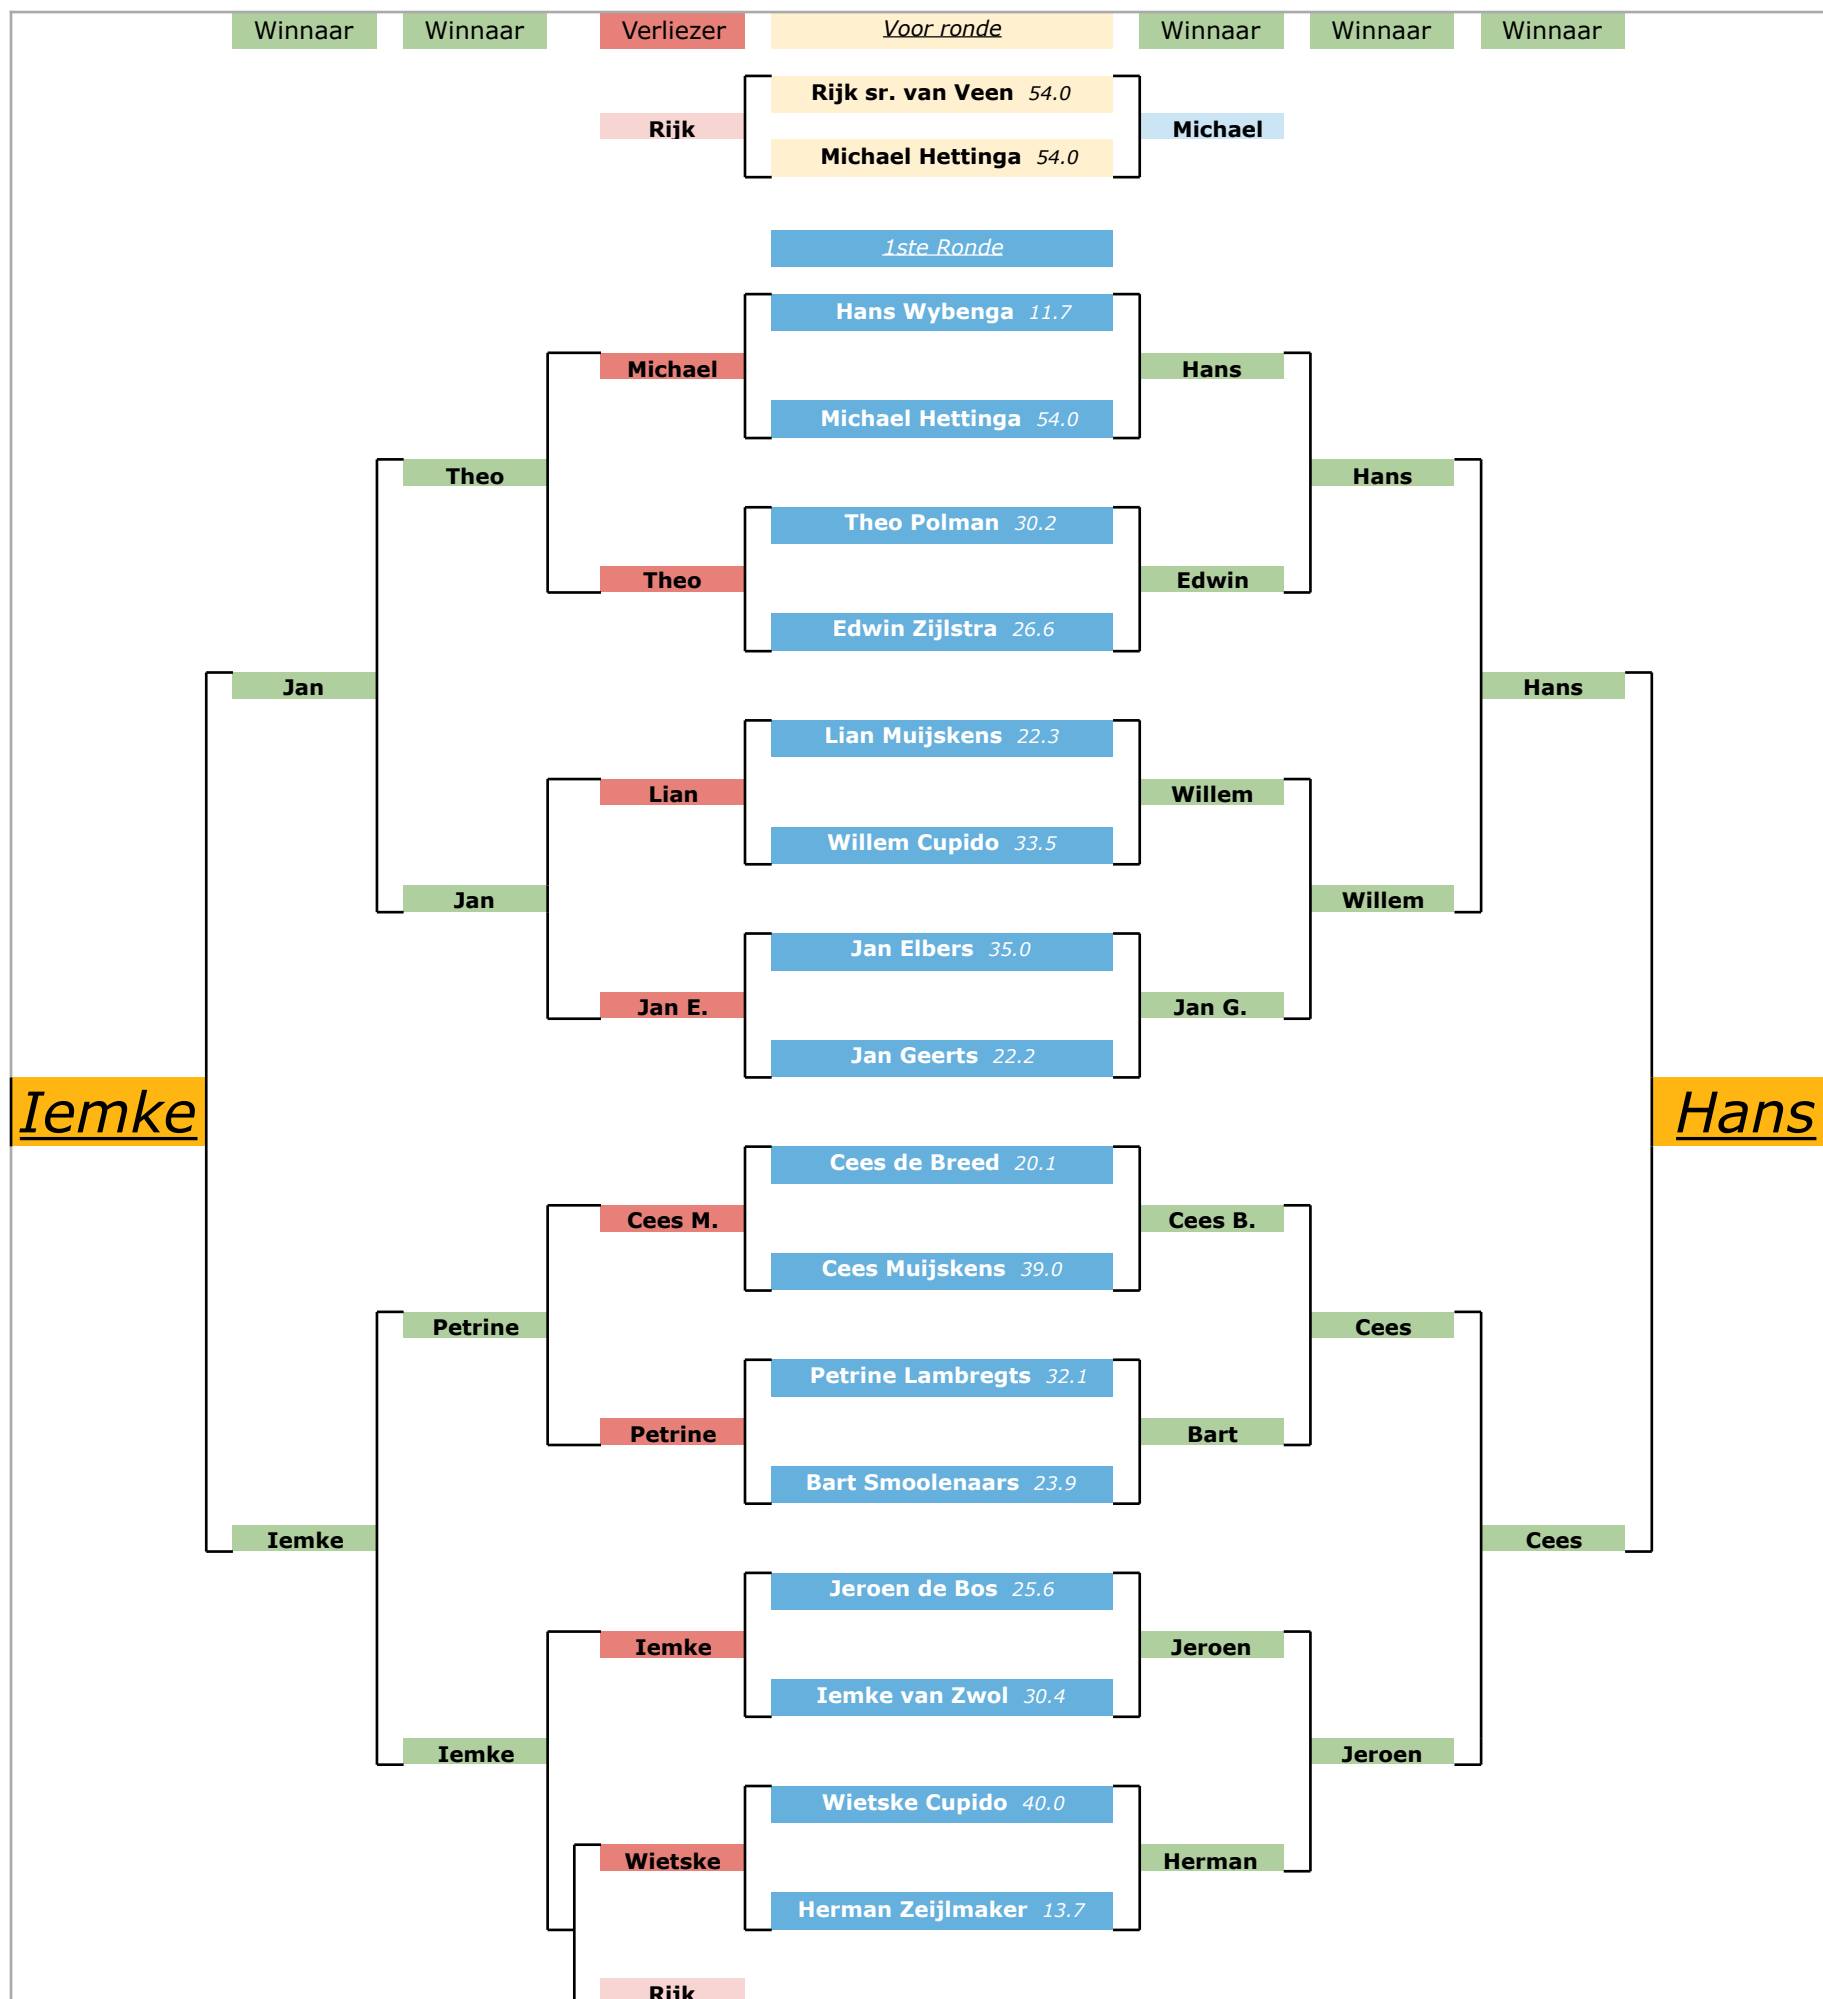 Winnaar Winnaar Verliezer Voor ronde Winnaar Winnaar Winnaar
Rijk sr. van Veen 54.0
Rijk Michael
Michael Hettinga 54.0
1ste Ronde
Hans Wybenga 11.7
Michael Hans
Michael Hettinga 54.0
Theo Hans
Theo Polman 30.2
Theo Edwin
Edwin Zijlstra 26.6
Jan Hans
Lian Muijskens 22.3
Lian Willem
Willem Cupido 33.5
Jan Willem
Jan Elbers 35.0
Jan E. Jan G.
Jan Geerts 22.2
Iemke Hans
Cees de Breed 20.1
Cees M. Cees B.
Cees Muijskens 39.0
Petrine Cees
Petrine Lambregts 32.1
Petrine Bart
Bart Smoolenaars 23.9
Iemke Cees
Jeroen de Bos 25.6
Iemke Jeroen
Iemke van Zwol 30.4
Iemke Jeroen
Wietske Cupido 40.0
Wietske Herman
Herman Zeijlmaker 13.7
Rijk